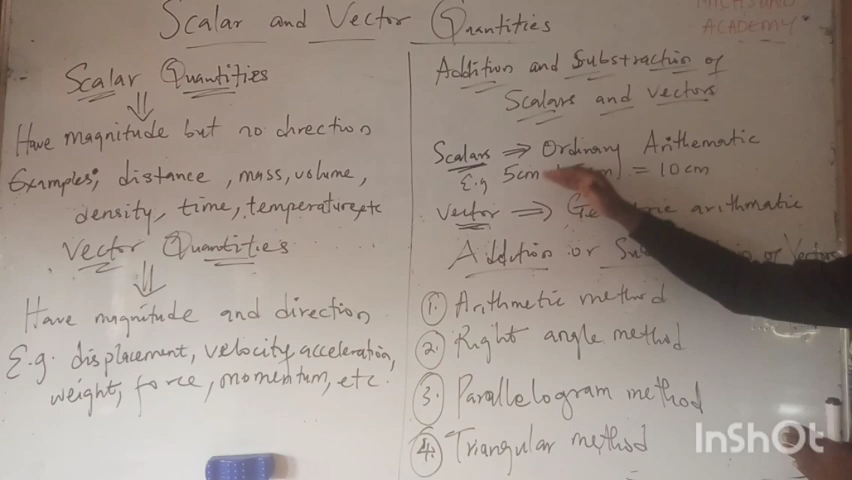 Scalar and Vector Quantities
ACADEMY
Scalar Quantities
Have magnitude but no direction
Examples; distance, mass, volume,
density, time, temperature, etc
Vector Quantities
Have magnitude and direction
E.g. displacement, velocity, acceleration,
weight, force, momentum, etc.
Addition and Substraction of
Scalars and vectors
Scalars ⇒ Ordinary Arithematic
E.g 5cm = 10cm
Vector ⇒ arithmatic
Addition or Vectors
1. Arithmetic method
2. Right angle method
3. Parallelogram method
4. Triangular method
InShOt